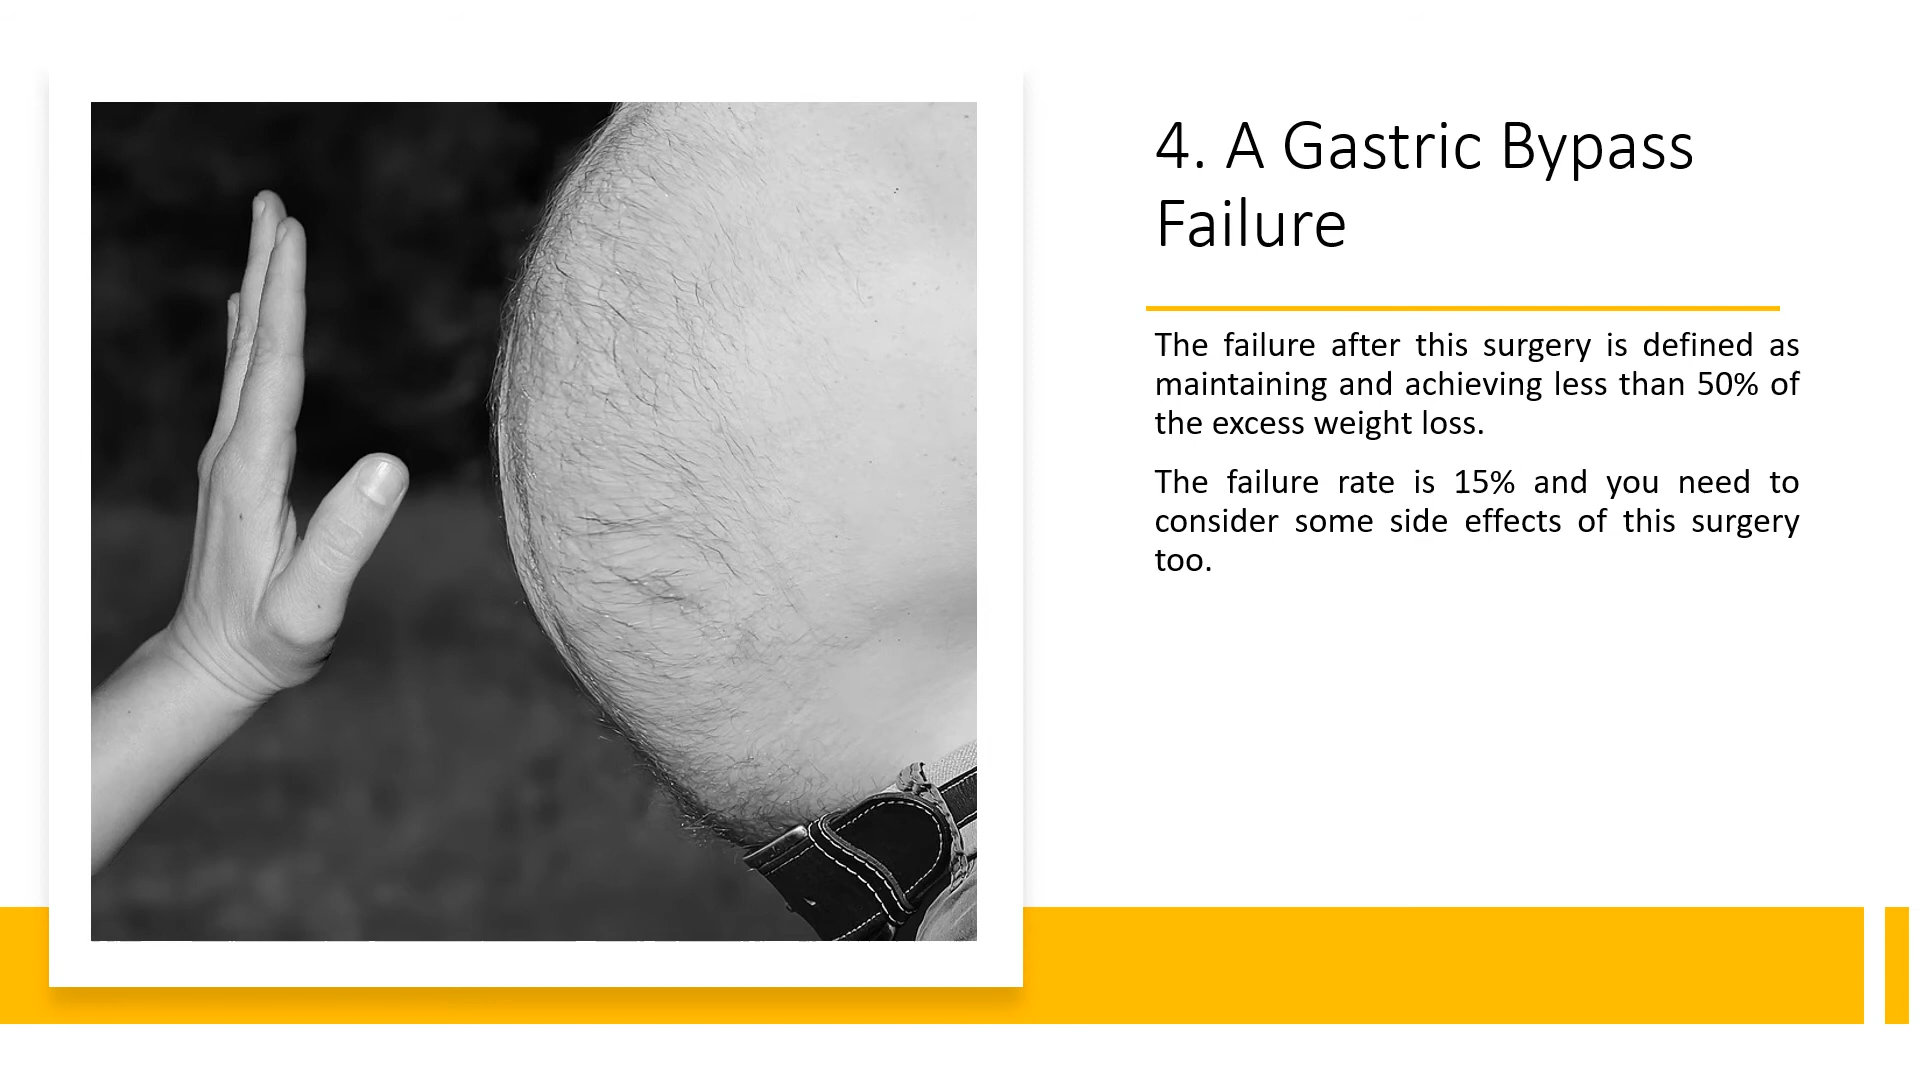 4. A Gastric Bypass
Failure
The failure after this surgery is defined as
maintaining and achieving less than 50% of
the excess weight loss.
The failure rate is 15% and you need to
consider some side effects of this surgery
too.